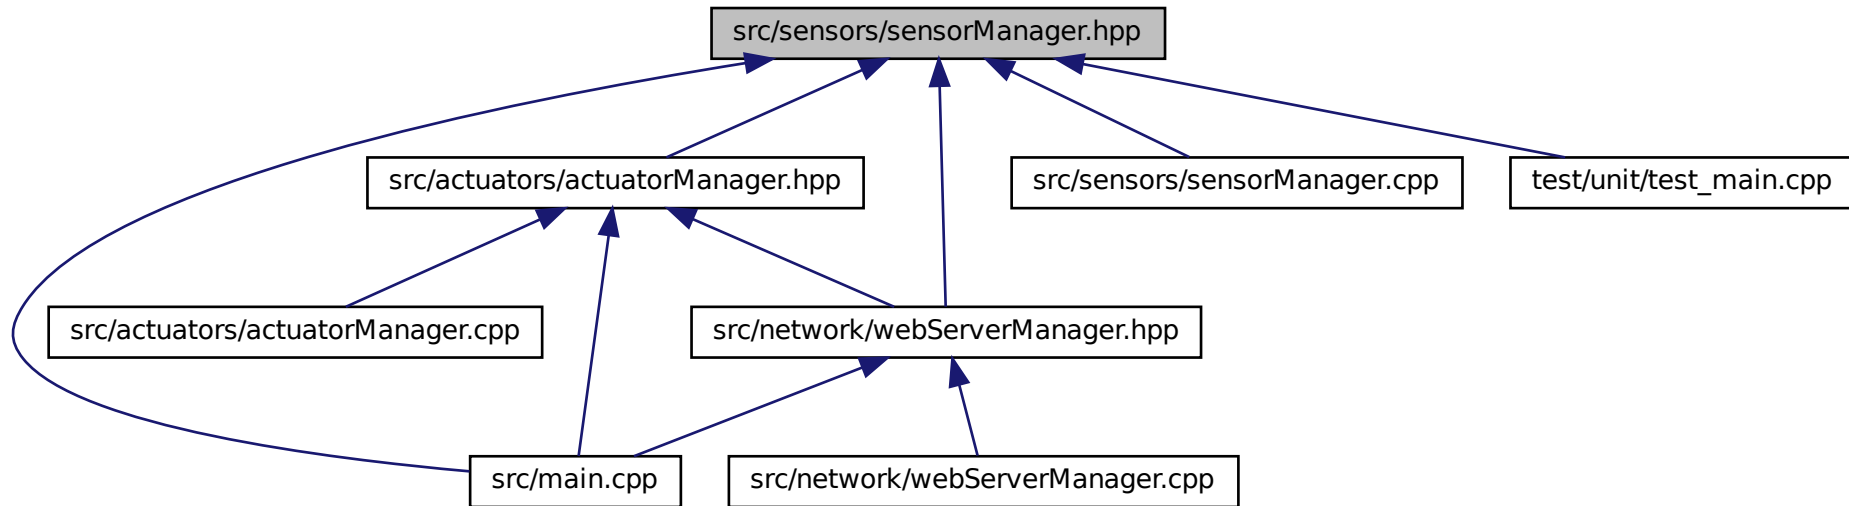 src/sensors/sensorManager.hpp
src/actuators/actuatorManager.hpp
src/sensors/sensorManager.cpp
test/unit/test_main.cpp
src/actuators/actuatorManager.cpp
src/network/webServerManager.hpp
src/main.cpp
src/network/webServerManager.cpp